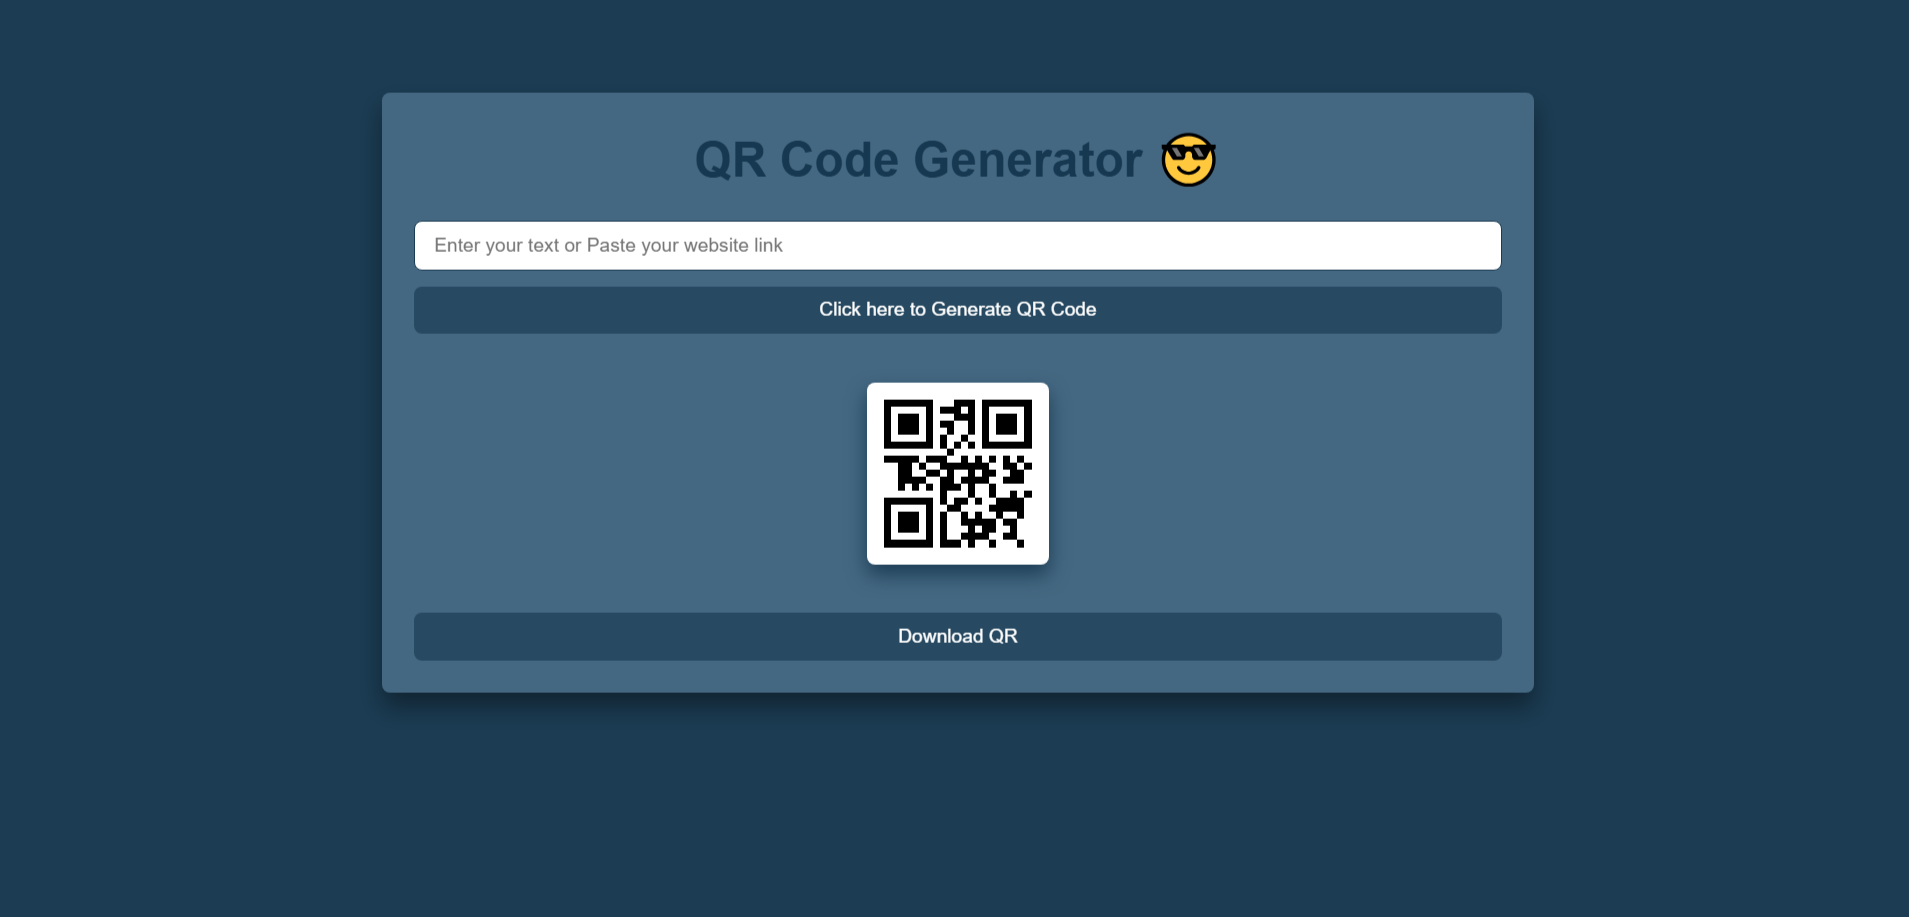 QR Code Generator 😎
Enter your text or Paste your website link
Click here to Generate QR Code
Download QR